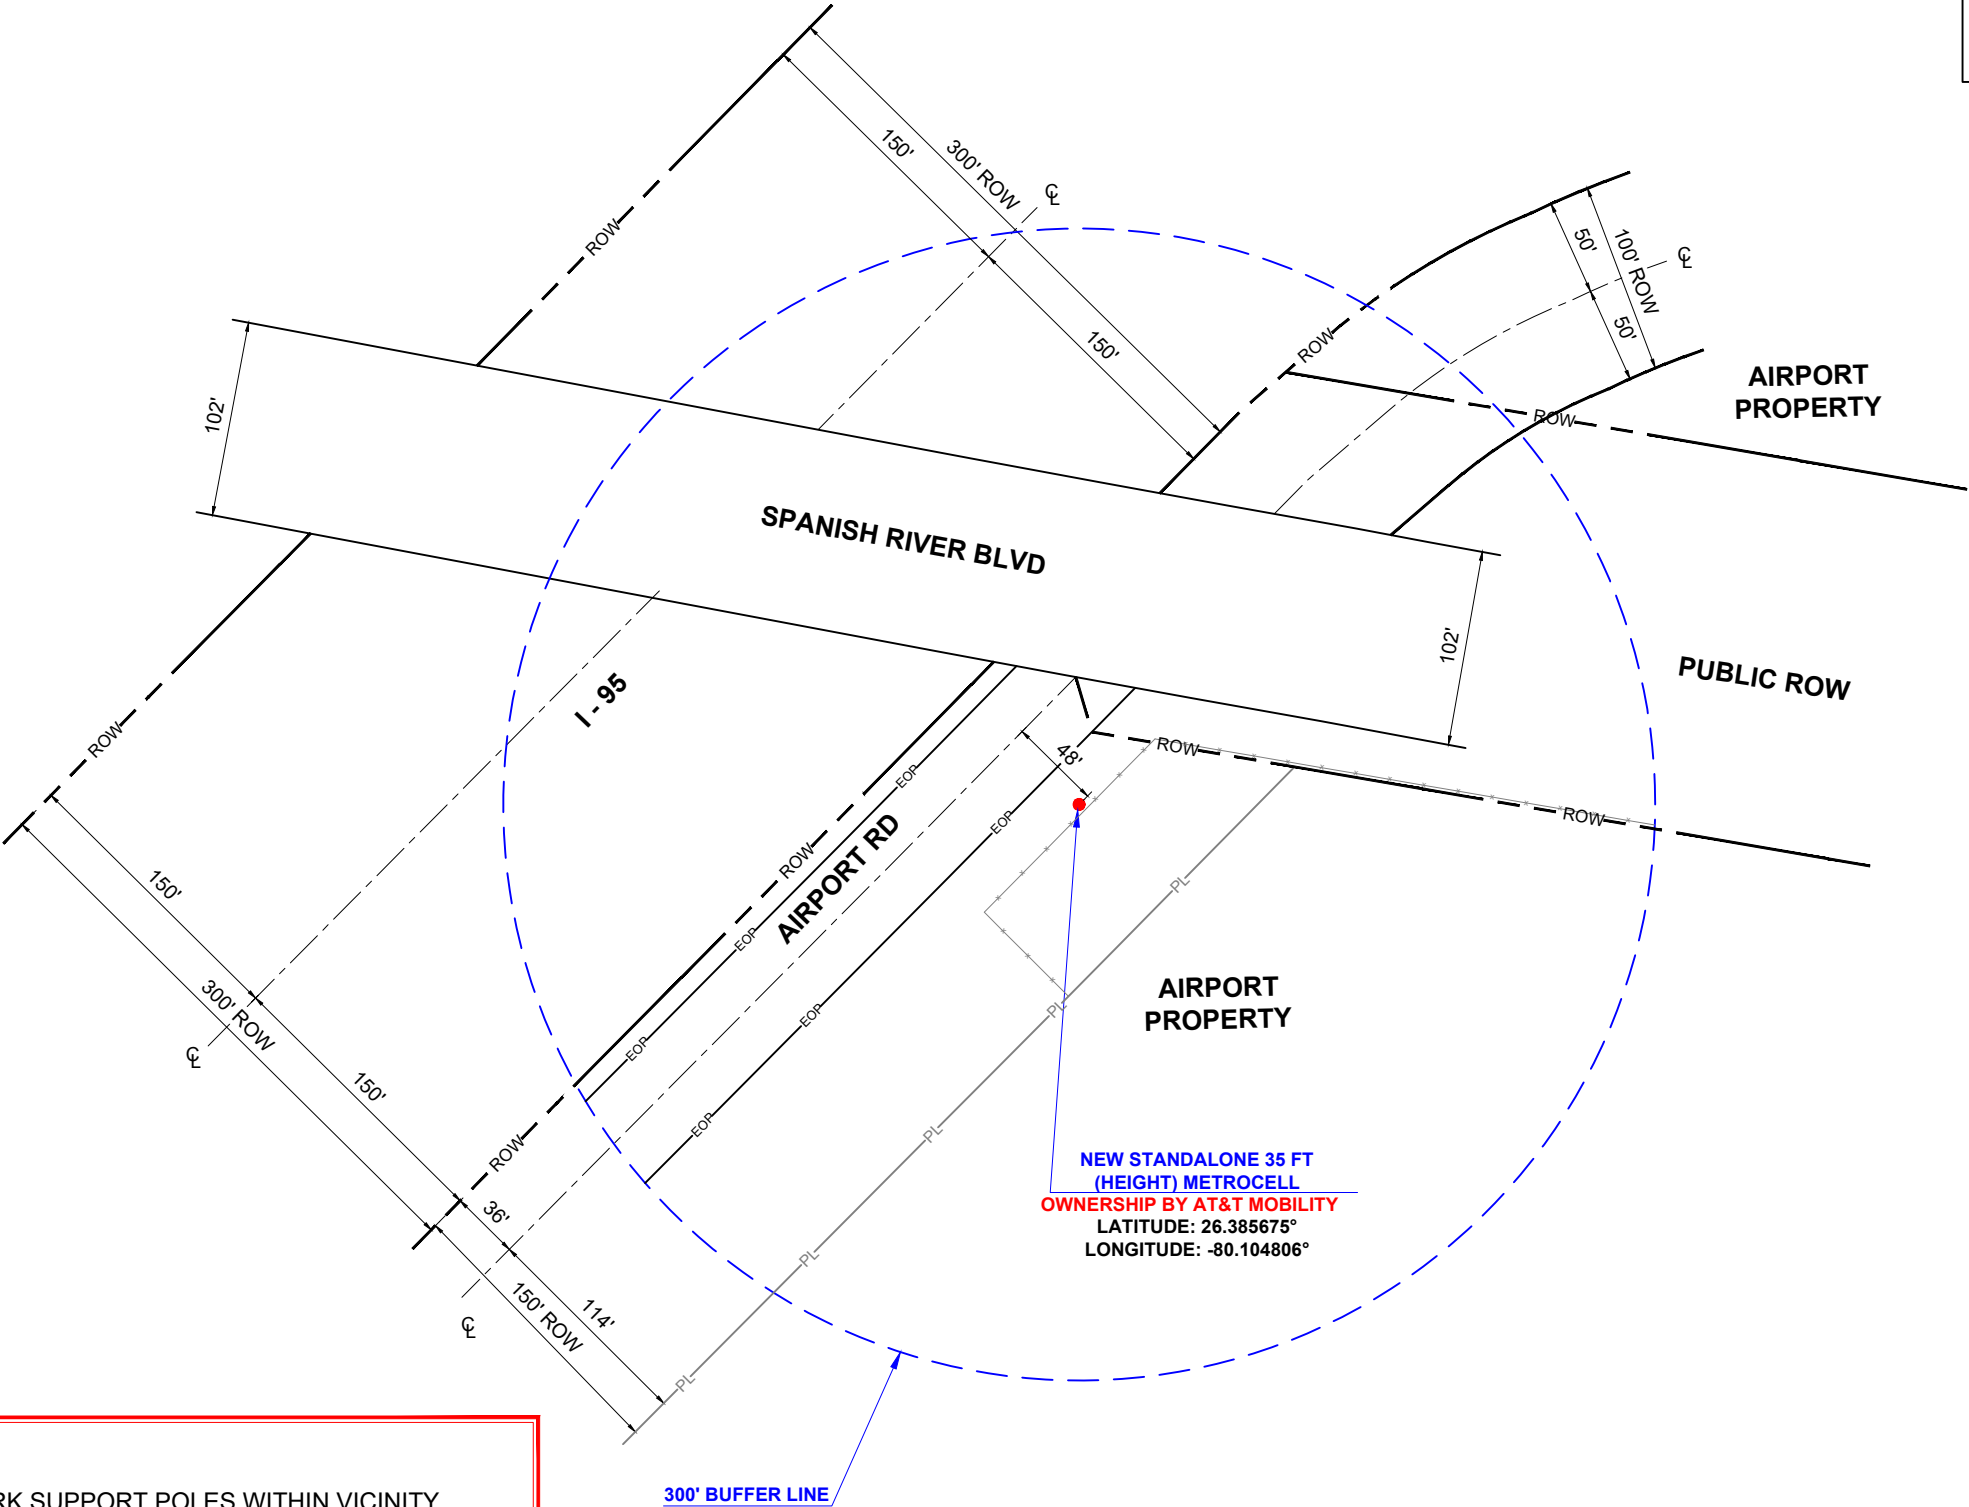 150'
300' ROW
℄
ROW
50'
100' ROW
50'
℄
150'
ROW
AIRPORT
PROPERTY
102'
ROW
SPANISH RIVER BLVD
102'
PUBLIC ROW
I - 95
ROW
48'
ROW
EOP
ROW
EOP
AIRPORT RD
ROW
150'
PL
EOP
300' ROW
℄
AIRPORT
PROPERTY
PL
EOP
EOP
150'
EOP
PL
ROW
NEW STANDALONE 35 FT
(HEIGHT) METROCELL
OWNERSHIP BY AT&T MOBILITY
LATITUDE: 26.385675°
LONGITUDE: -80.104806°
36'
PL
℄
150' ROW
114'
PL
300' BUFFER LINE
RK SUPPORT POLES WITHIN VICINITY